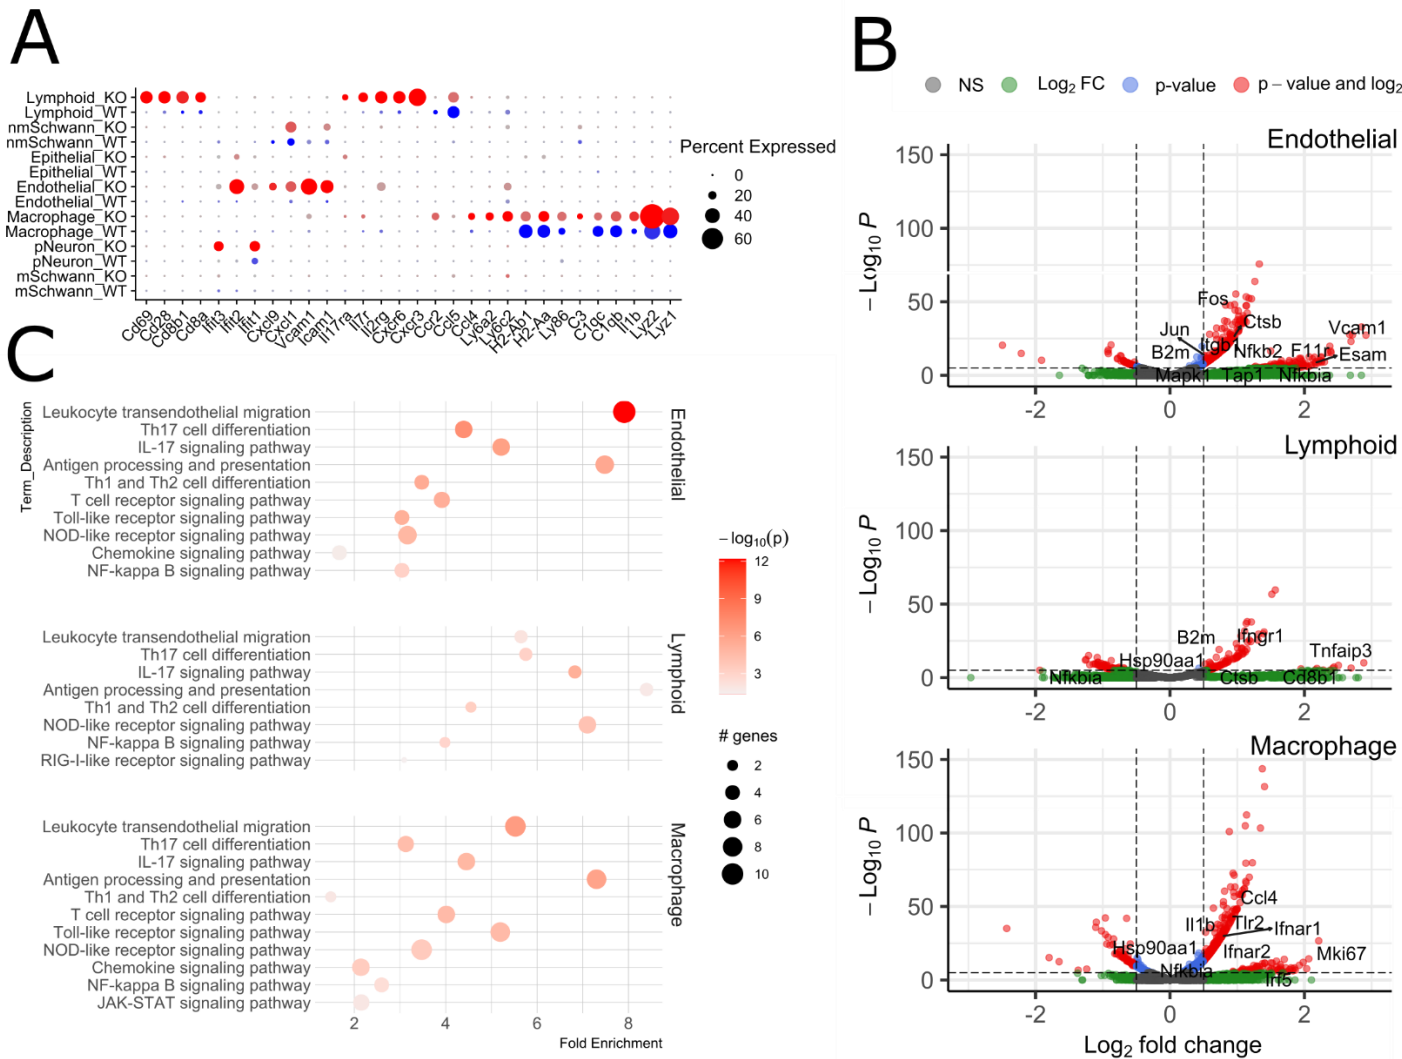 A
Lymphoid_KO
Lymphoid_WT
nmSchwann_KO
nmSchwann_WT
Epithelial_KO
Epithelial_WT
Endothelial_KO
Endothelial_WT
Macrophage_KO
Macrophage_WT
pNeuron_KO
pNeuron_WT
mSchwann_KO
mSchwann_WT
Cd69 Cd28 Cd8b1 Cd8a Ifit3 Ifit2 Ifit1 Cxcl9 Cxcl1 Vcam1 Icam1 Il17ra Il7r Il2rg Cxcr6 Cxcr3 Ccr2 Ccl5 Ccl4 Ly6a2 Ly6c2 H2-Ab1 H2-Aa Ly86 C3 C1qc C1qb Il1b Lyz2 Lyz1
Percent Expressed
0
20
40
60
B
NS Log2 FC p-value p – value and log2
Endothelial
150
100
50
0
– Log10 P
Fos
Ctsb
Vcam1
Jun
Itgb1
B2m
Nfkb2
F11r
Esam
Mapk1
Tap1
Nfkbia
-2 0 2
Lymphoid
150
100
50
0
– Log10 P
B2m
Ifngr1
Hsp90aa1
Tnfaip3
Nfkbia
Ctsb
Cd8b1
-2 0 2
Macrophage
150
100
50
0
– Log10 P
Ccl4
Il1b
Tlr2
Ifnar1
Hsp90aa1
Ifnar2
Mki67
Nfkbia
Irf5
-2 0 2
Log2 fold change
C
Term_Description
Endothelial
Leukocyte transendothelial migration
Th17 cell differentiation
IL-17 signaling pathway
Antigen processing and presentation
Th1 and Th2 cell differentiation
T cell receptor signaling pathway
Toll-like receptor signaling pathway
NOD-like receptor signaling pathway
Chemokine signaling pathway
NF-kappa B signaling pathway
Lymphoid
Leukocyte transendothelial migration
Th17 cell differentiation
IL-17 signaling pathway
Antigen processing and presentation
Th1 and Th2 cell differentiation
NOD-like receptor signaling pathway
NF-kappa B signaling pathway
RIG-I-like receptor signaling pathway
Macrophage
Leukocyte transendothelial migration
Th17 cell differentiation
IL-17 signaling pathway
Antigen processing and presentation
Th1 and Th2 cell differentiation
T cell receptor signaling pathway
Toll-like receptor signaling pathway
NOD-like receptor signaling pathway
Chemokine signaling pathway
NF-kappa B signaling pathway
JAK-STAT signaling pathway
2 4 6 8
Fold Enrichment
– log10(p)
12
9
6
3
# genes
2
4
6
8
10